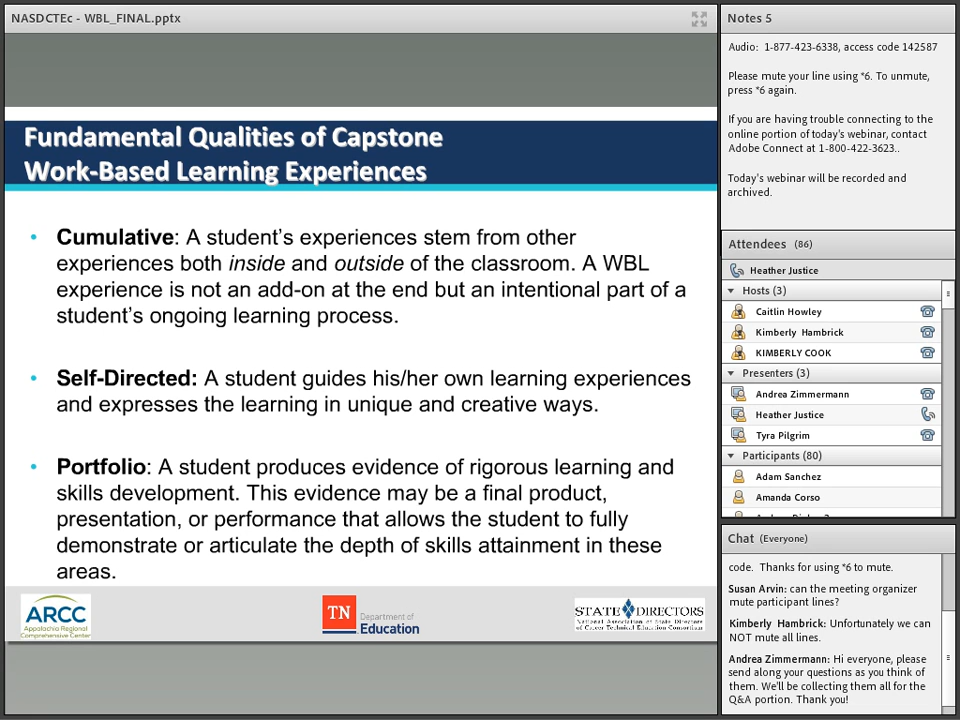 NASDCTEc - WBL_FINAL.pptx
Fundamental Qualities of Capstone
Work-Based Learning Experiences
• Cumulative: A student's experiences stem from other
experiences both inside and outside of the classroom. A WBL
experience is not an add-on at the end but an intentional part of a
student's ongoing learning process.
• Self-Directed: A student guides his/her own learning experiences
and expresses the learning in unique and creative ways.
• Portfolio: A student produces evidence of rigorous learning and
skills development. This evidence may be a final product,
presentation, or performance that allows the student to fully
demonstrate or articulate the depth of skills attainment in these
areas.
ARCC
Appalachia Regional
Comprehensive Center
TN
Department of
Education
STATE DIRECTORS
National Association of State Directors
of Career Technical Education Consortium
Notes 5
Audio: 1-877-423-6338, access code 142587
Please mute your line using *6. To unmute,
press *6 again.
If you are having trouble connecting to the
online portion of today's webinar, contact
Adobe Connect at 1-800-422-3623..
Today's webinar will be recorded and
archived.
Attendees (86)
Heather Justice
Hosts (3)
Caitlin Howley
Kimberly Hambrick
KIMBERLY COOK
Presenters (3)
Andrea Zimmermann
Heather Justice
Tyra Pilgrim
Participants (80)
Adam Sanchez
Amanda Corso
Chat (Everyone)
code. Thanks for using *6 to mute.
Susan Arvin: can the meeting organizer
mute participant lines?
Kimberly Hambrick: Unfortunately we can
NOT mute all lines.
Andrea Zimmermann: Hi everyone, please
send along your questions as you think of
them. We'll be collecting them all for the
Q&A portion. Thank you!